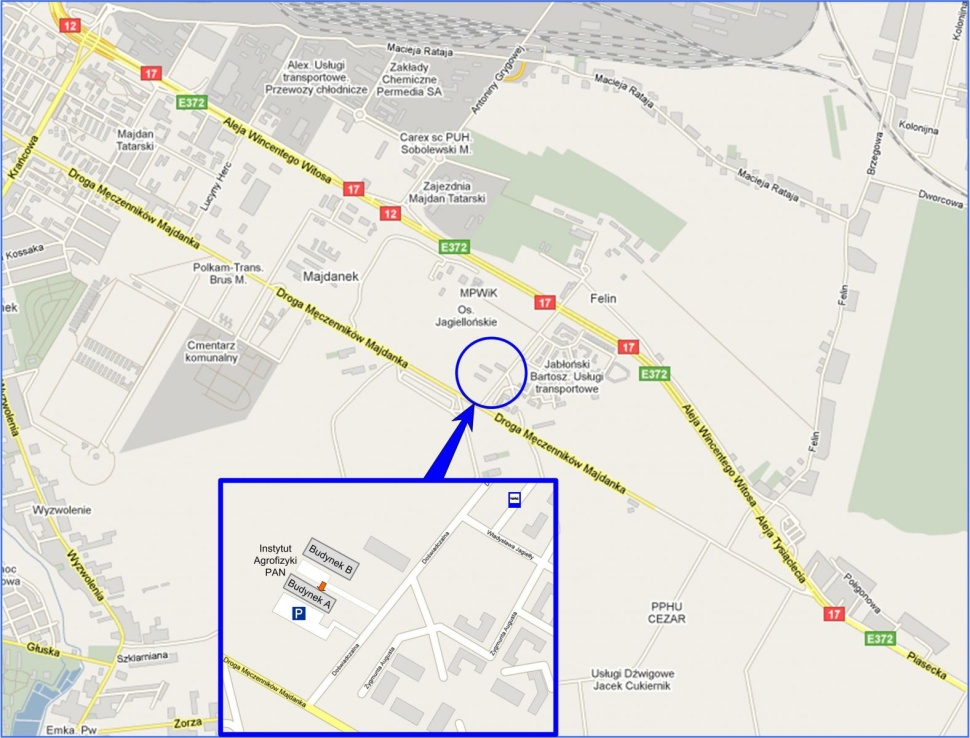 12
17
E372
Macieja Rataja
Alex. Usługi
transportowe.
Przewozy chłodnicze
Zakłady
Chemiczne
Permedia SA
Antoniny Grygowej
Macieja Rataja
Kolonijna
Kolonijna
Majdan
Tatarski
Aleja Wincentego Witosa
Carex sc PUH.
Sobolewski M.
Krańcowa
Droga Męczenników Majdanka
Lucyny Herc
17
12
Zajezdnia
Majdan Tatarski
Macieja Rataja
Brzegowa
Dworcowa
Kossaka
E372
Polkam-Trans.
Brus M.
Majdanek
MPWiK
17
Felin
Felin
Os.
Jagiellońskie
Droga Męczenników Majdanka
Cmentarz
komunalny
17
E372
Jabłoński
Bartosz. Usługi
transportowe
Wyzwolenia
Droga Męczenników Majdanka
Aleja Wincentego Witosa
Felin
Wyzwolenie
Wyzwolenia
Aleja Tysiąclecia
Instytut
Agrofizyki
PAN
Budynek B
Budynek A
P
Doświadczalna
Władysława Jagiełły
Doświadczalna
Zygmunta Augusta
Zygmunta Augusta
Droga Męczenników Majdanka
Poligonowa
PPHU
CEZAR
17
E372
Piasecka
Głuska
Szklarniana
Usługi Dźwigowe
Jacek Cukiernik
Emka. Pw
Zorza